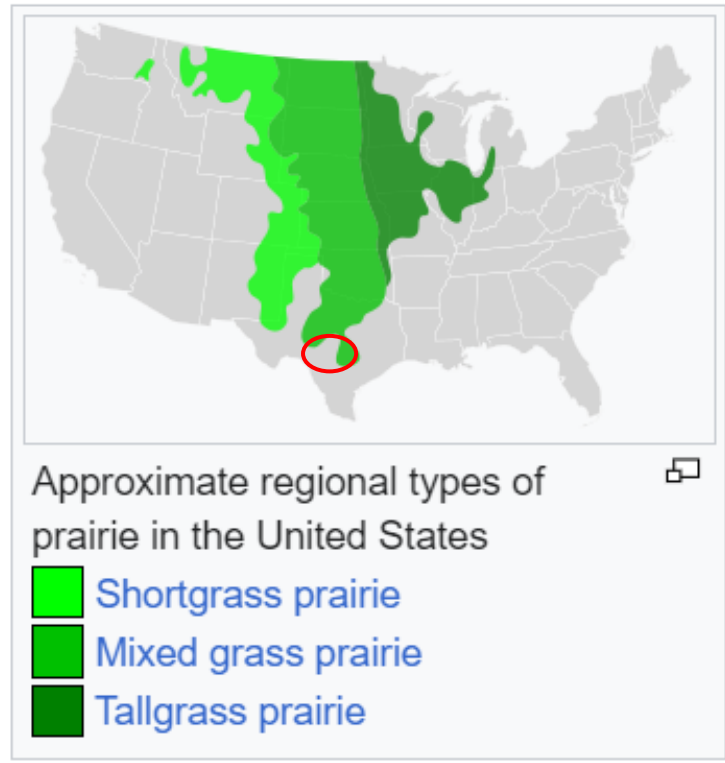 Approximate regional types of
prairie in the United States
Shortgrass prairie
Mixed grass prairie
Tallgrass prairie